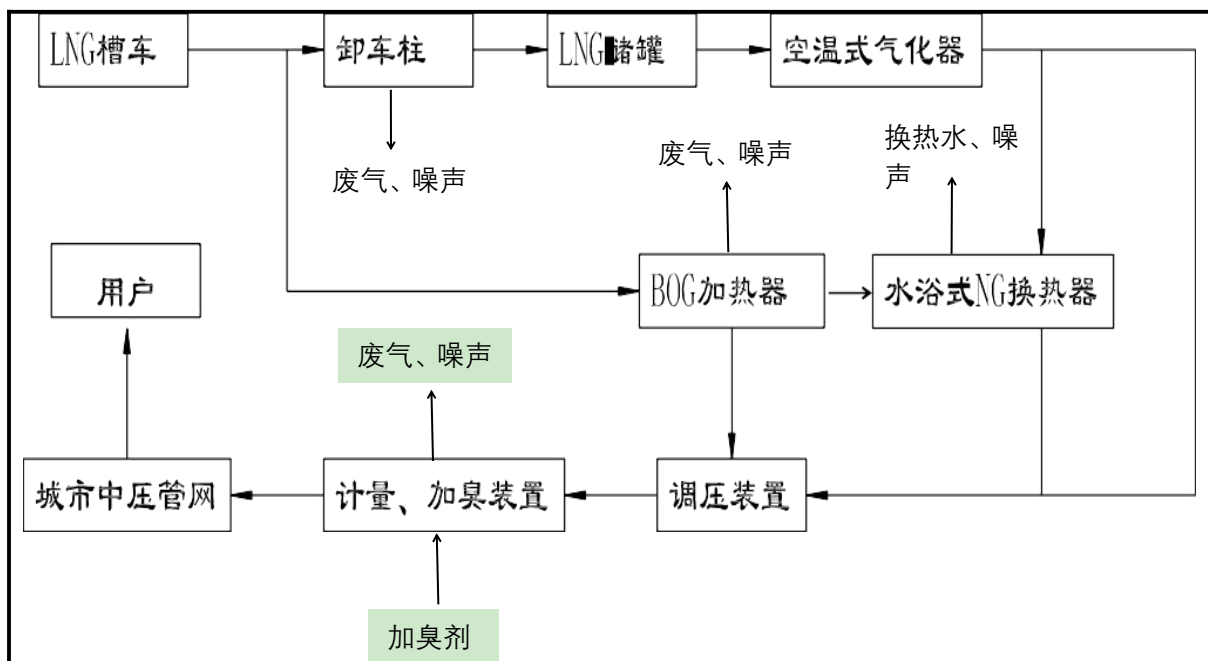 LNG槽车
卸车柱
LNG储罐
空温式气化器
废气、噪声
废气、噪声
换热水、噪
声
用户
BOG加热器
水浴式NG换热器
废气、噪声
城市中压管网
计量、加臭装置
调压装置
加臭剂